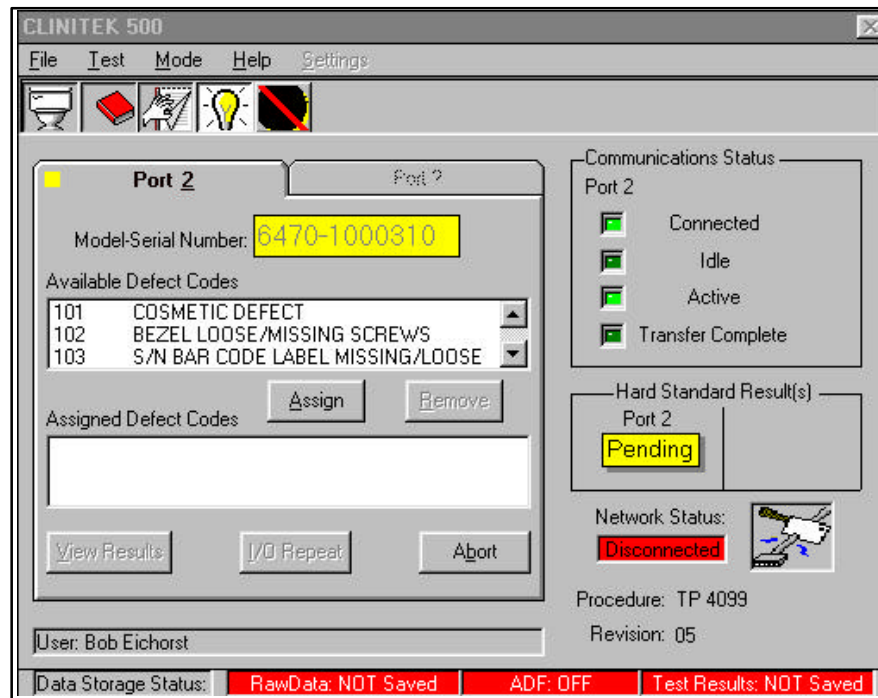 CLINITEK 500
File Test Mode Help Settings
Port 2 Port ?
Model-Serial Number: 6470-1000310
Available Defect Codes
101 COSMETIC DEFECT
102 BEZEL LOOSE/MISSING SCREWS
103 S/N BAR CODE LABEL MISSING/LOOSE
Assign Remove
Assigned Defect Codes
View Results I/O Repeat Abort
User: Bob Eichorst
Communications Status
Port 2
Connected
Idle
Active
Transfer Complete
Hard Standard Result(s)
Port 2
Pending
Network Status:
Disconnected
Procedure: TP 4099
Revision: 05
Data Storage Status: RawData: NOT Saved ADF: OFF Test Results: NOT Saved